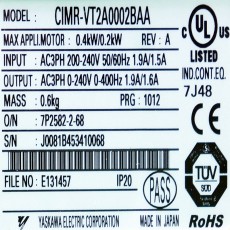 MODEL : CIMR-VT2A0002BAA
MAX APPLI. MOTOR : 0.4kW/0.2kW REV : A
INPUT : AC3PH 200-240V 50/60Hz 1.9A/1.5A
OUTPUT : AC3PH 0-240V 0-400Hz 1.9A/1.6A
MASS : 0.6kg PRG : 1011
O/N : 7P2582-2-68
S/N : J0081B453410068
FILE NO : E131457 IP20
PASS
YASKAWA ELECTRIC CORPORATION MADE IN JAPAN
C UL US
LISTED
IND.CONT.EQ.
7J48
TÜV
SÜD
RoHS